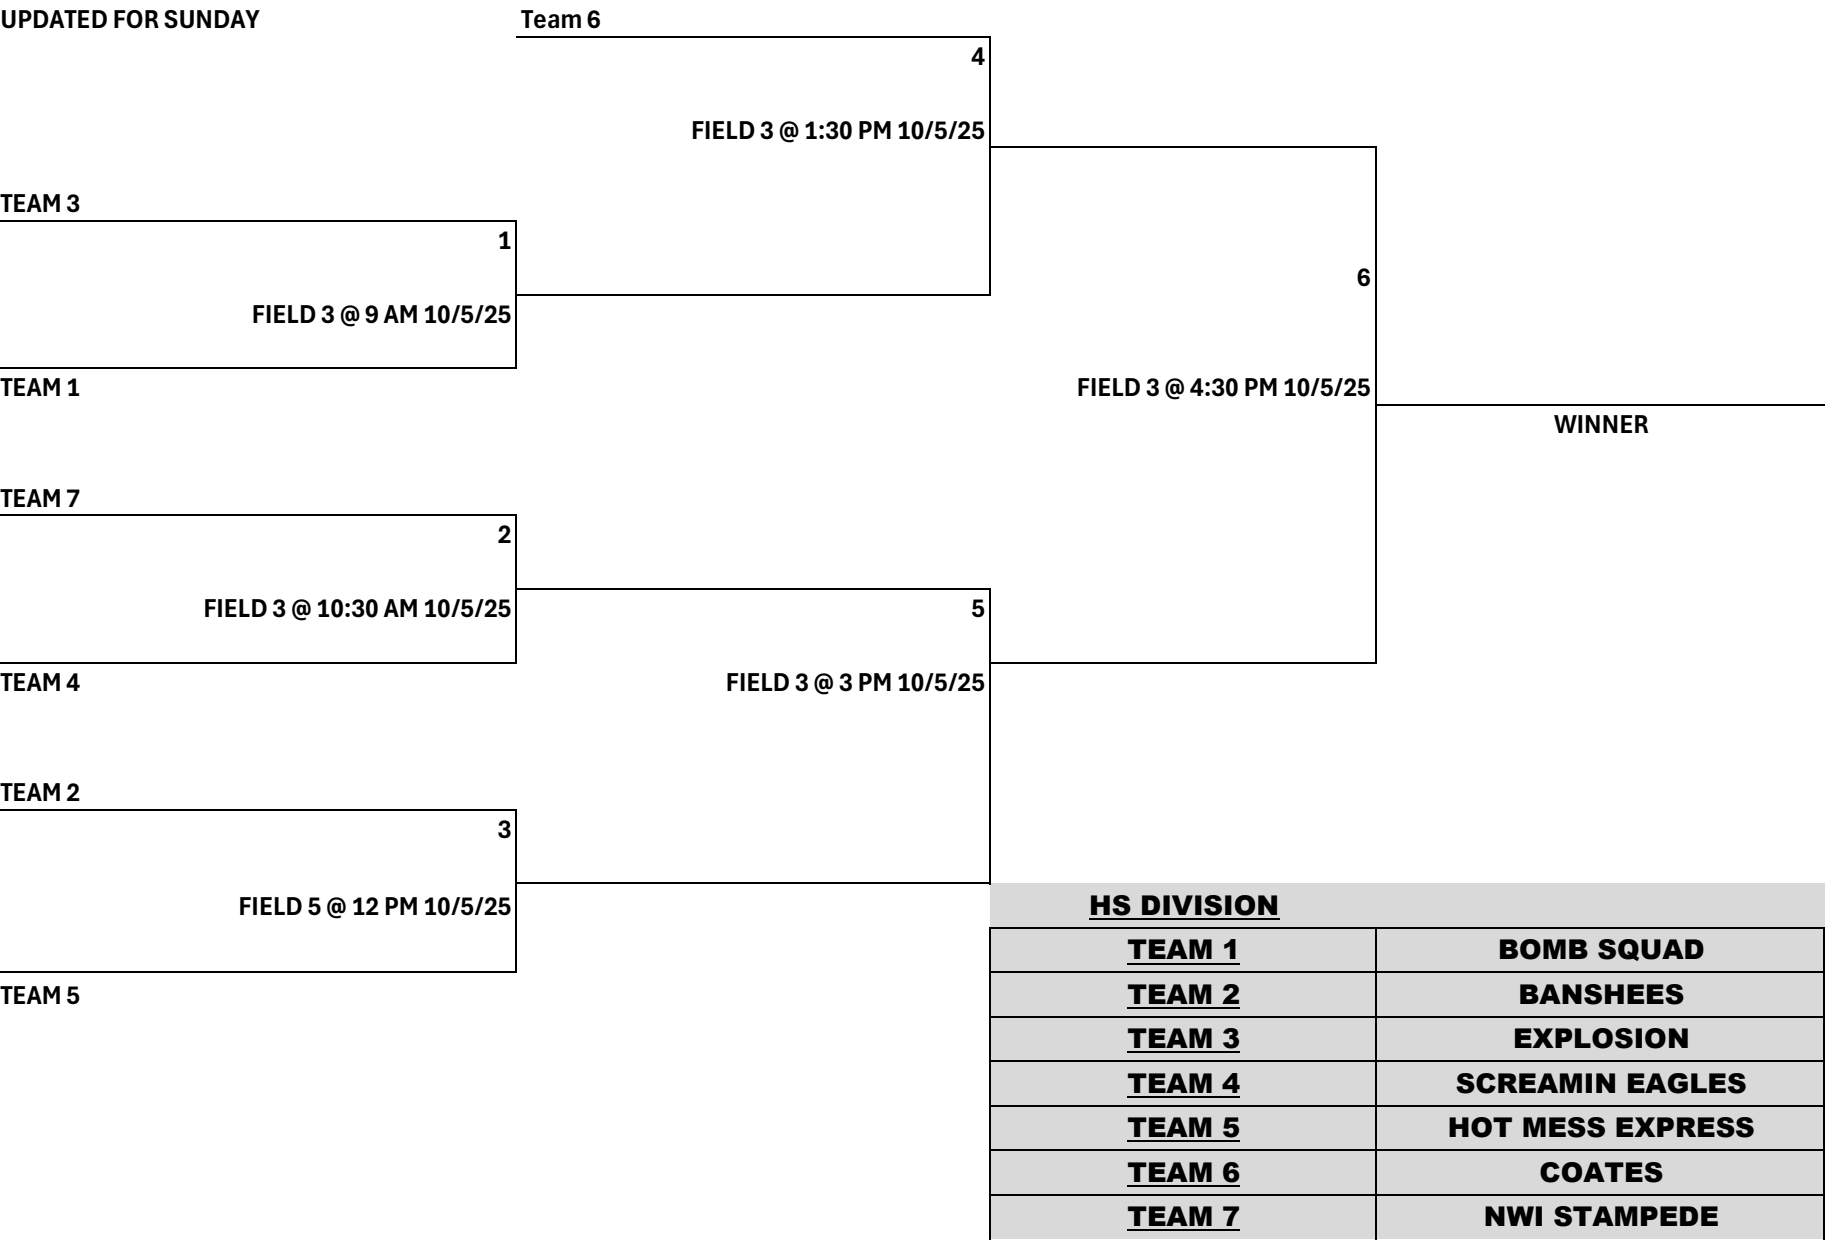 UPDATED FOR SUNDAY
Team 6
4
FIELD 3 @ 1:30 PM 10/5/25
TEAM 3
1
FIELD 3 @ 9 AM 10/5/25
TEAM 1
6
FIELD 3 @ 4:30 PM 10/5/25
WINNER
TEAM 7
2
FIELD 3 @ 10:30 AM 10/5/25
TEAM 4
5
FIELD 3 @ 3 PM 10/5/25
TEAM 2
3
FIELD 5 @ 12 PM 10/5/25
TEAM 5
HS DIVISION
TEAM 1 BOMB SQUAD
TEAM 2 BANSHEES
TEAM 3 EXPLOSION
TEAM 4 SCREAMIN EAGLES
TEAM 5 HOT MESS EXPRESS
TEAM 6 COATES
TEAM 7 NWI STAMPEDE